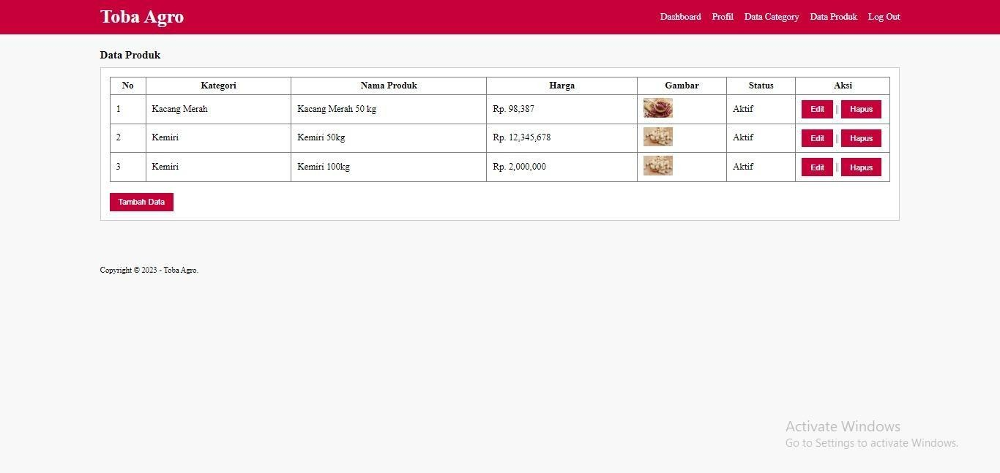 Toba Agro Dashboard Profil Data Category Data Produk Log Out
Data Produk
No Kategori Nama Produk Harga Gambar Status Aksi
1 Kacang Merah Kacang Merah 50 kg Rp. 98,387 Aktif Edit || Hapus
2 Kemiri Kemiri 50kg Rp. 12,345,678 Aktif Edit || Hapus
3 Kemiri Kemiri 100kg Rp. 2,000,000 Aktif Edit || Hapus
Tambah Data
Copyright © 2023 - Toba Agro.
Activate Windows
Go to Settings to activate Windows.